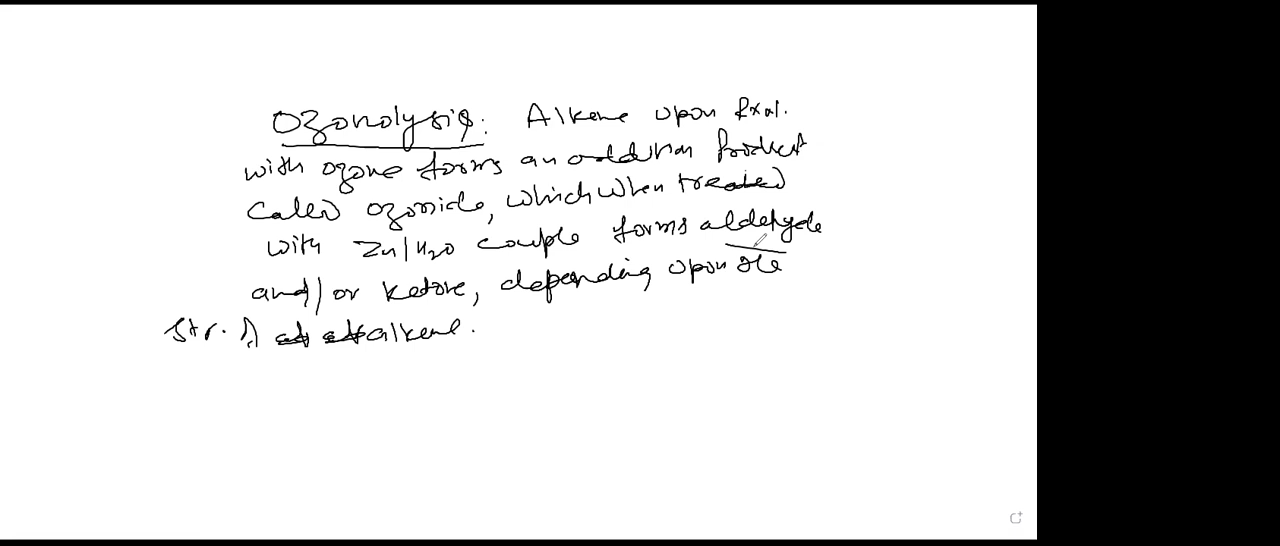 Ozonolysis: Alkene upon Rxn.
with ozone forms an addition Product
Called ozonide, which when treated
with Zn/H2O couple forms aldehyde
and/or ketone, depending upon the
Str. of alkene.